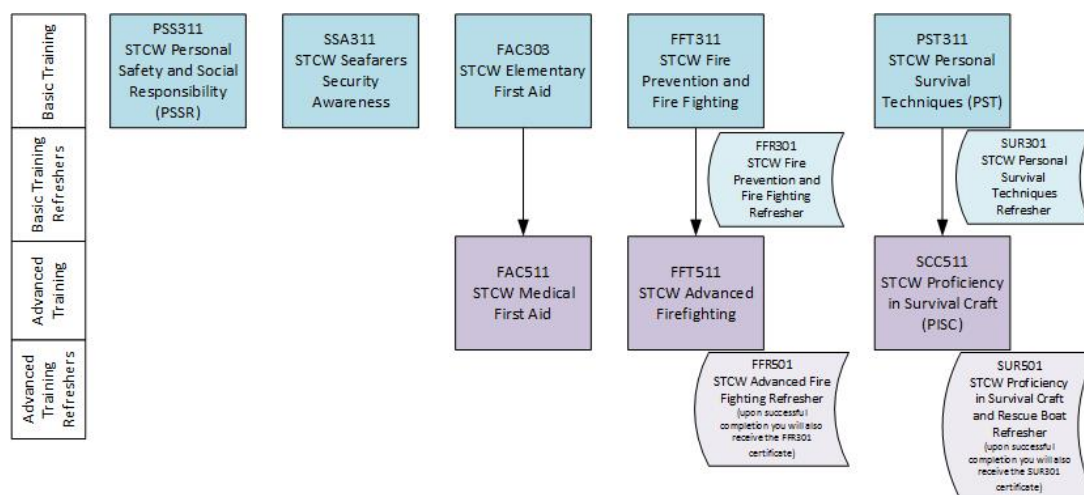 Basic Training
PSS311
STCW Personal
Safety and Social
Responsibility
(PSSR)
SSA311
STCW Seafarers
Security
Awareness
FAC303
STCW Elementary
First Aid
FFT311
STCW Fire
Prevention and
Fire Fighting
PST311
STCW Personal
Survival
Techniques (PST)
Basic Training
Refreshers
FFR301
STCW Fire
Prevention and
Fire Fighting
Refresher
SUR301
STCW Personal
Survival
Techniques
Refresher
Advanced
Training
FAC511
STCW Medical
First Aid
FFT511
STCW Advanced
Firefighting
SCC511
STCW Proficiency
in Survival Craft
(PISC)
Advanced
Training
Refreshers
FFR501
STCW Advanced Fire
Fighting Refresher
(upon successful
completion you will also
receive the FFR301
certificate)
SUR501
STCW Proficiency
in Survival Craft
and Rescue Boat
Refresher
(upon successful
completion you will also
receive the SUR301
certificate)